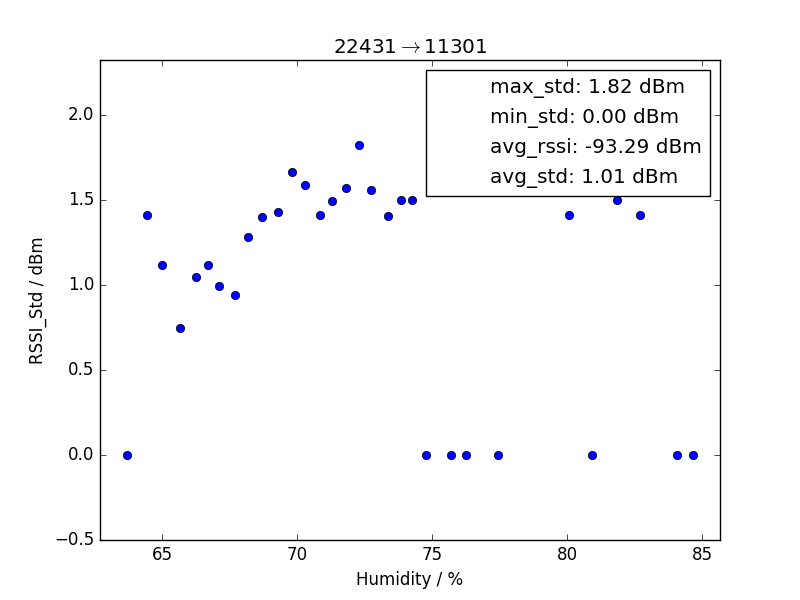 22431→11301
max_std: 1.82 dBm
min_std: 0.00 dBm
avg_rssi: -93.29 dBm
avg_std: 1.01 dBm
RSSI_Std / dBm
2.0
1.5
1.0
0.5
0.0
−0.5
65 70 75 80 85
Humidity / %